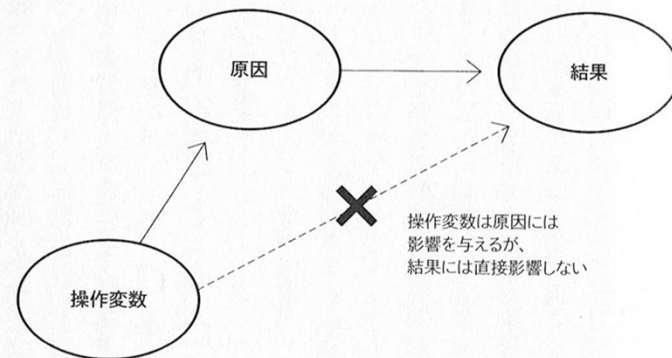 原因
結果
操作変数は原因には
影響を与えるが、
結果には直接影響しない
操作変数